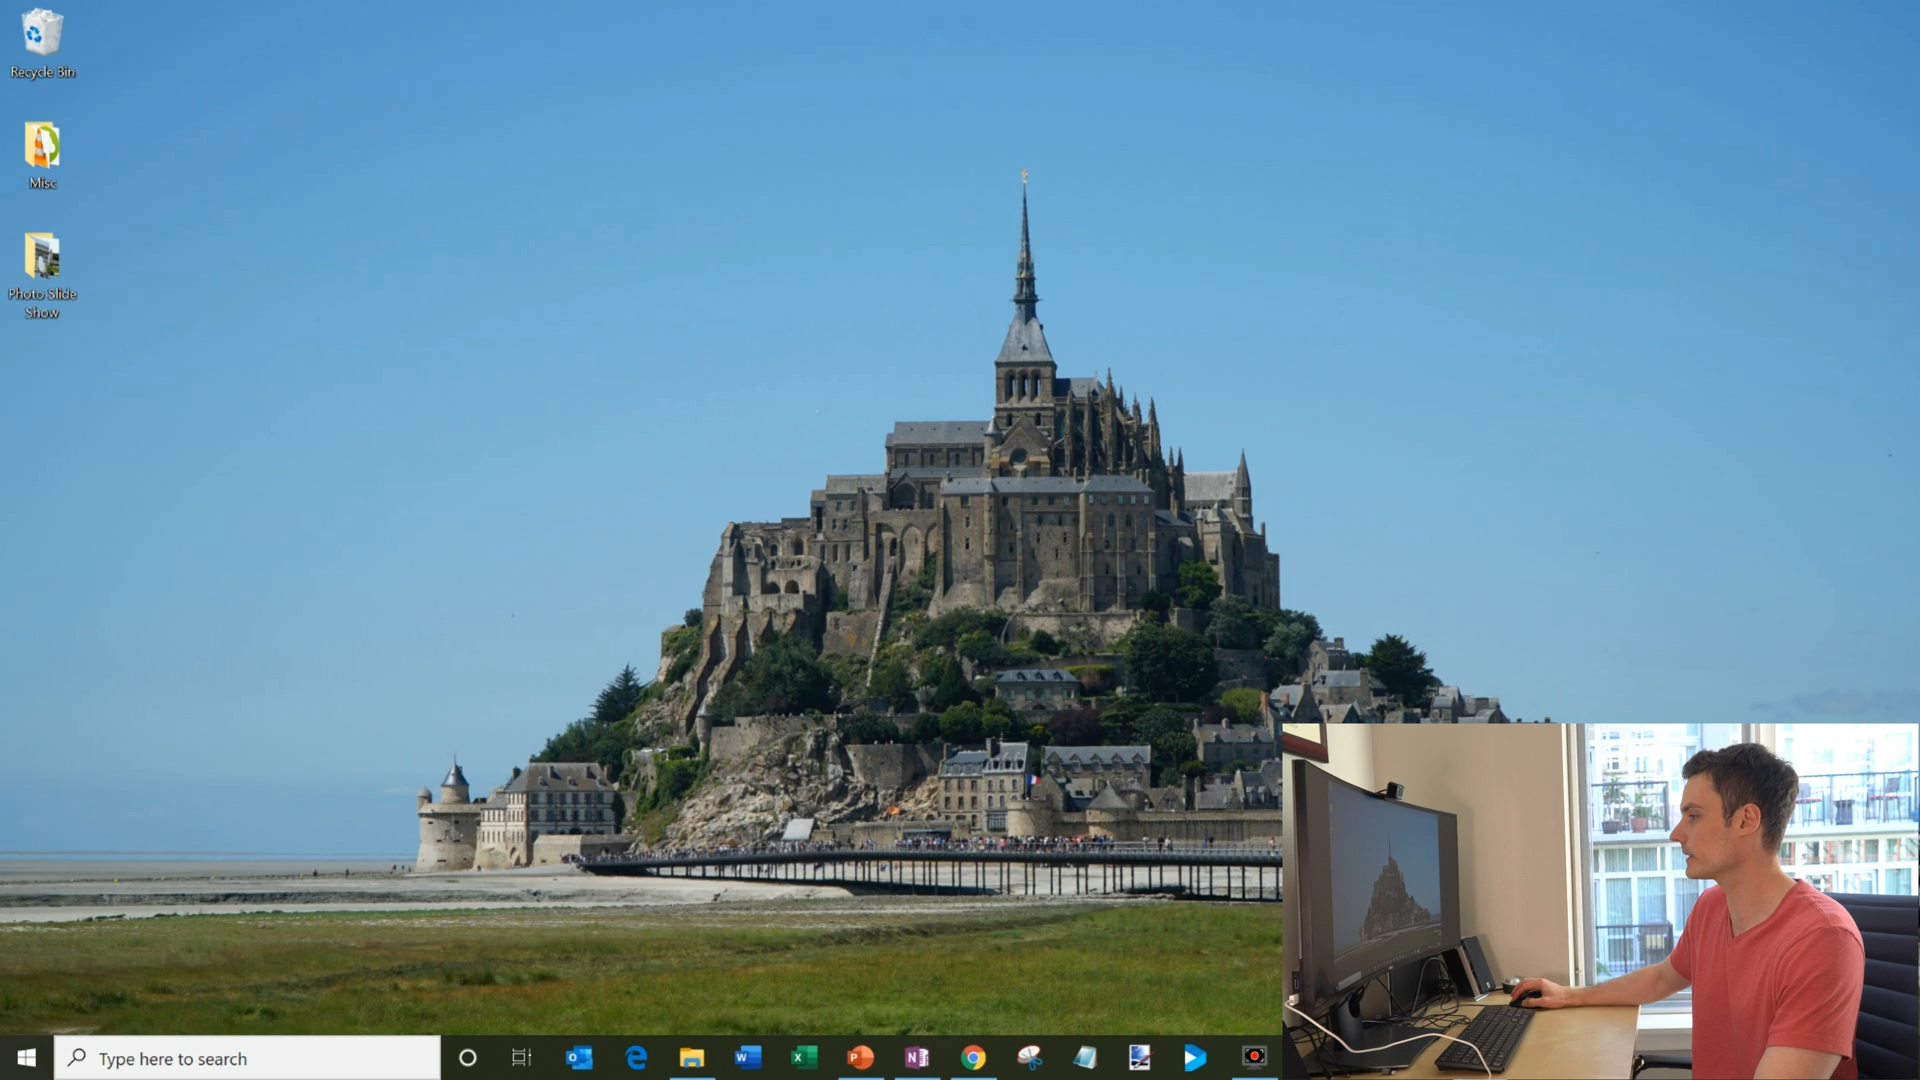 Recycle Bin
Misc
Photo Slide
Show
Type here to search